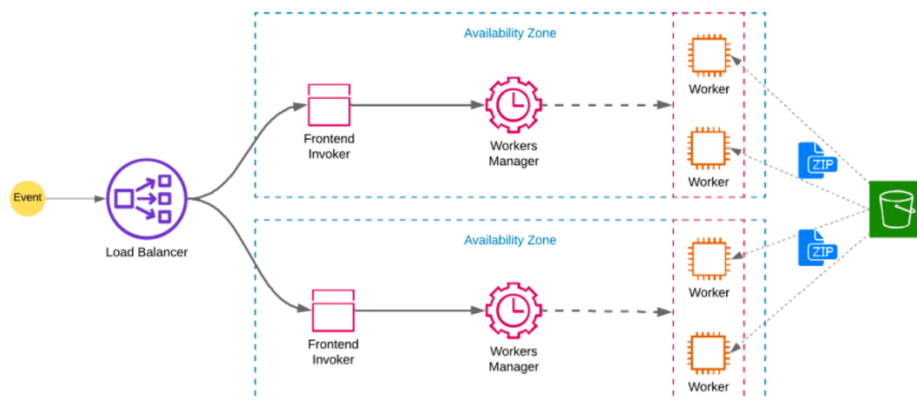 Availability Zone
Worker
Frontend
Invoker
Workers
Manager
ZIP
Worker
Event
Load Balancer
Availability Zone
ZIP
Worker
Frontend
Invoker
Workers
Manager
Worker